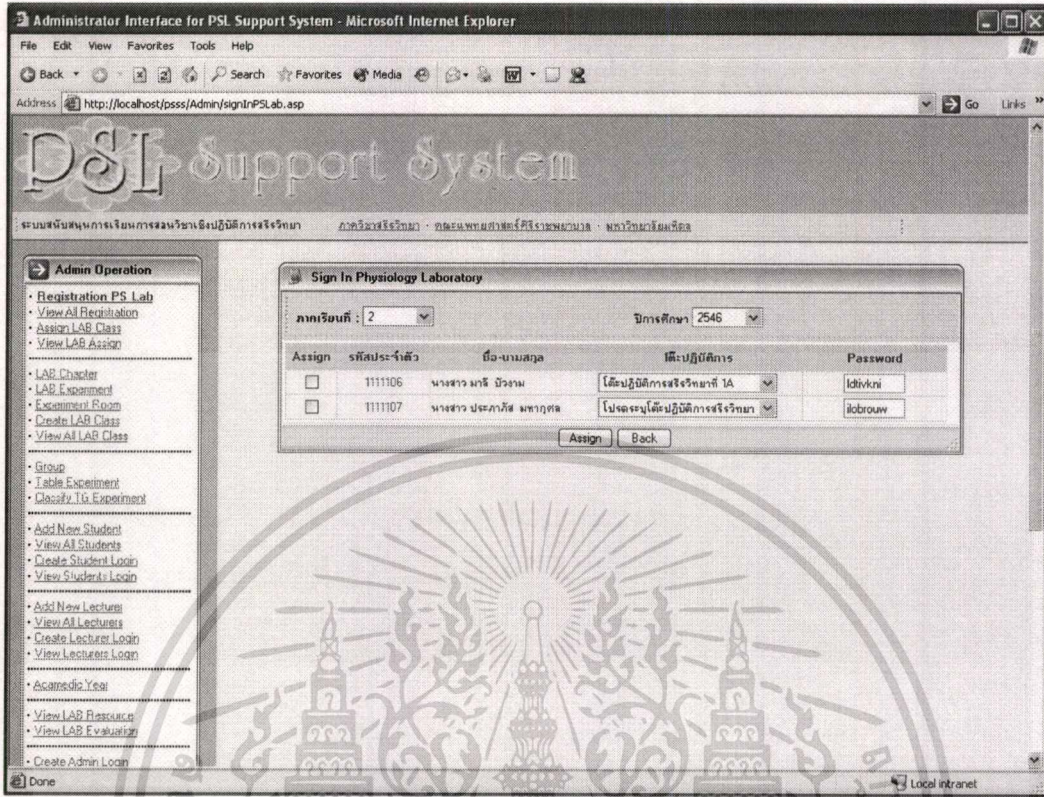 Administrator Interface for PSL Support System - Microsoft Internet Explorer
File Edit View Favorites Tools Help
Back Search Favorites Media
Address http://localhost/psss/Admin/signInPSLab.asp Go Links »
PSL Support System
ระบบสนับสนุนการเรียนการสอนวิชาเชิงปฏิบัติการสรีรวิทยา ภาควิชาสรีรวิทยา · คณะแพทยศาสตร์ศิริราชพยาบาล · มหาวิทยาลัยมหิดล
Admin Operation
· Registration PS Lab
· View All Registration
· Assign LAB Class
· View LAB Assign
· LAB Chapter
· LAB Experiment
· Experiment Room
· Create LAB Class
· View All LAB Class
· Group
· Table Experiment
· Classify TG Experiment
· Add New Student
· View All Students
· Create Student Login
· View Students Login
· Add New Lecturer
· View All Lecturers
· Create Lecturer Login
· View Lecturers Login
· Acamedic Year
· View LAB Resource
· View LAB Evaluation
· Create Admin Login
Sign In Physiology Laboratory
ภาคเรียนที่ : 2 ปีการศึกษา 2546
Assign รหัสประจำตัว ชื่อ-นามสกุล โต๊ะปฏิบัติการ Password
1111106 นางสาว มาลี บัวงาม โต๊ะปฏิบัติการสรีรวิทยาที่ 1A ldtivkni
1111107 นางสาว ประภาภัส มหากุศล โปรดระบุโต๊ะปฏิบัติการสรีรวิทยา ilobrouw
Assign Back
Done Local intranet